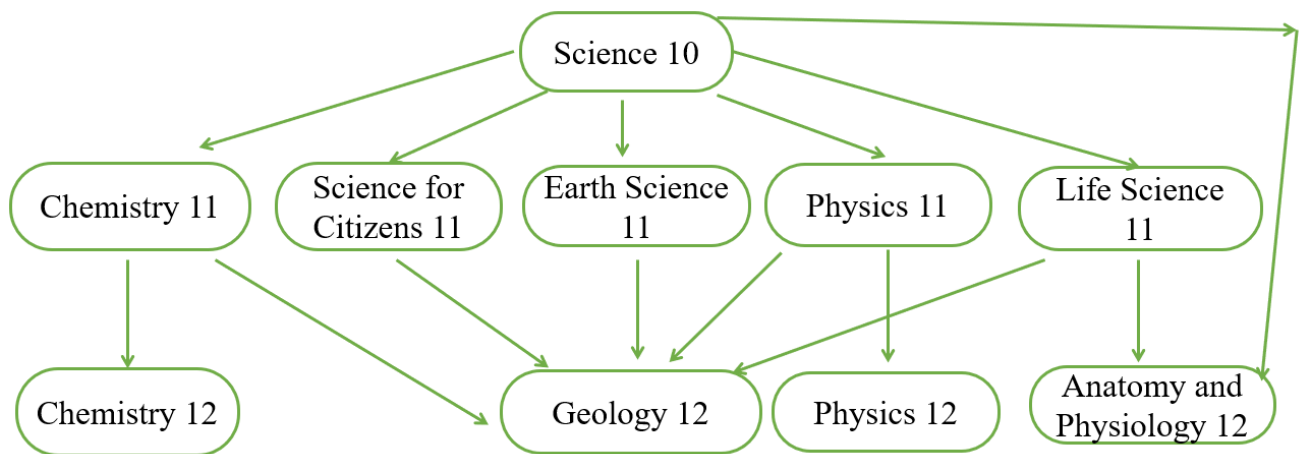 Science 10
Chemistry 11
Science for
Citizens 11
Earth Science
11
Physics 11
Life Science
11
Chemistry 12
Geology 12
Physics 12
Anatomy and
Physiology 12